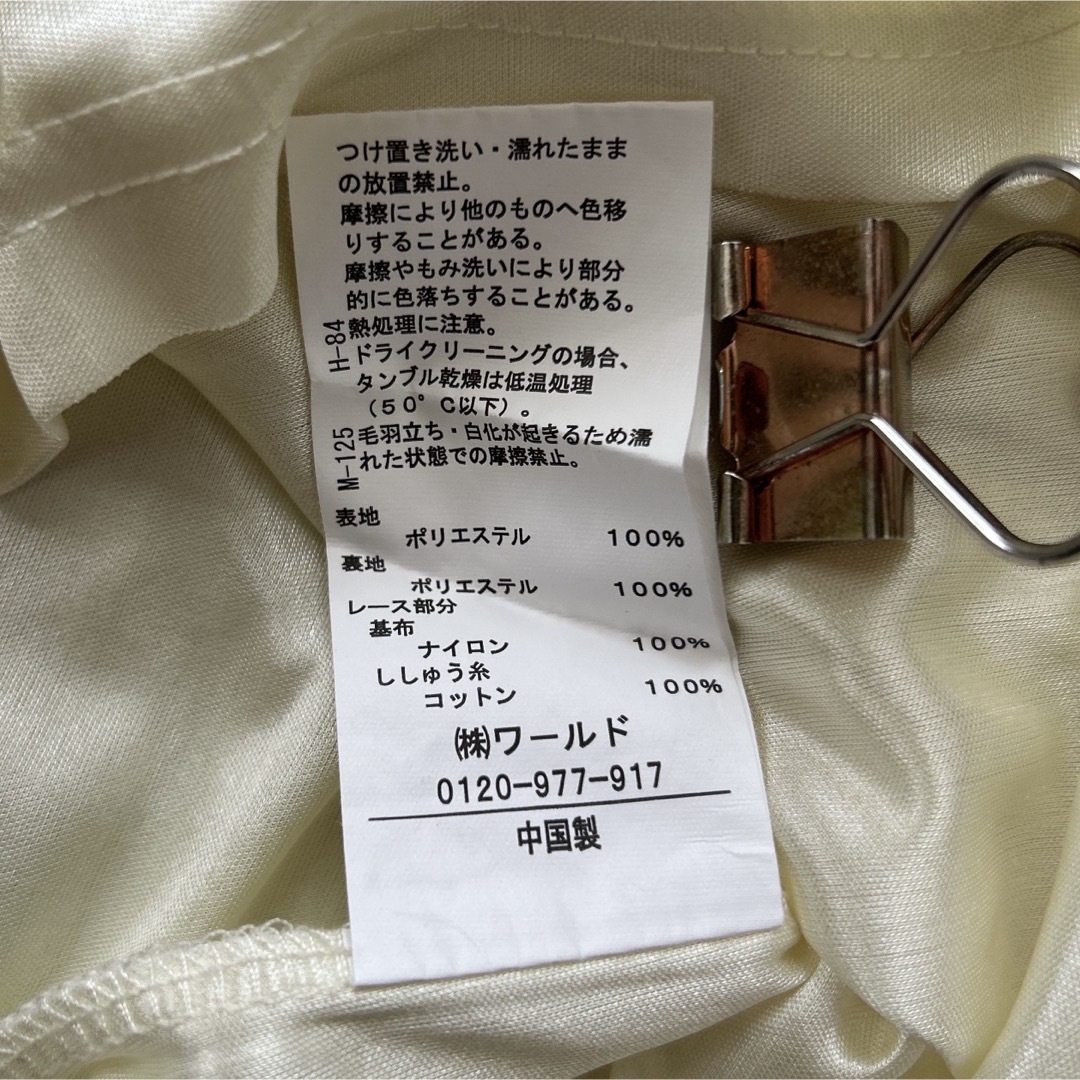 つけ置き洗い・濡れたまま
の放置禁止。
摩擦により他のものへ色移
りすることがある。
摩擦やもみ洗いにより部分
的に色落ちすることがある。
熱処理に注意。
ドライクリーニングの場合、
タンブル乾燥は低温処理
(50°C以下)。
毛羽立ち・白化が起きるため濡
れた状態での摩擦禁止。
H-84
M-125
表地
ポリエステル 100%
裏地
ポリエステル 100%
レース部分
基布
ナイロン 100%
ししゅう糸
コットン 100%
㈱ワールド
0120-977-917
中国製